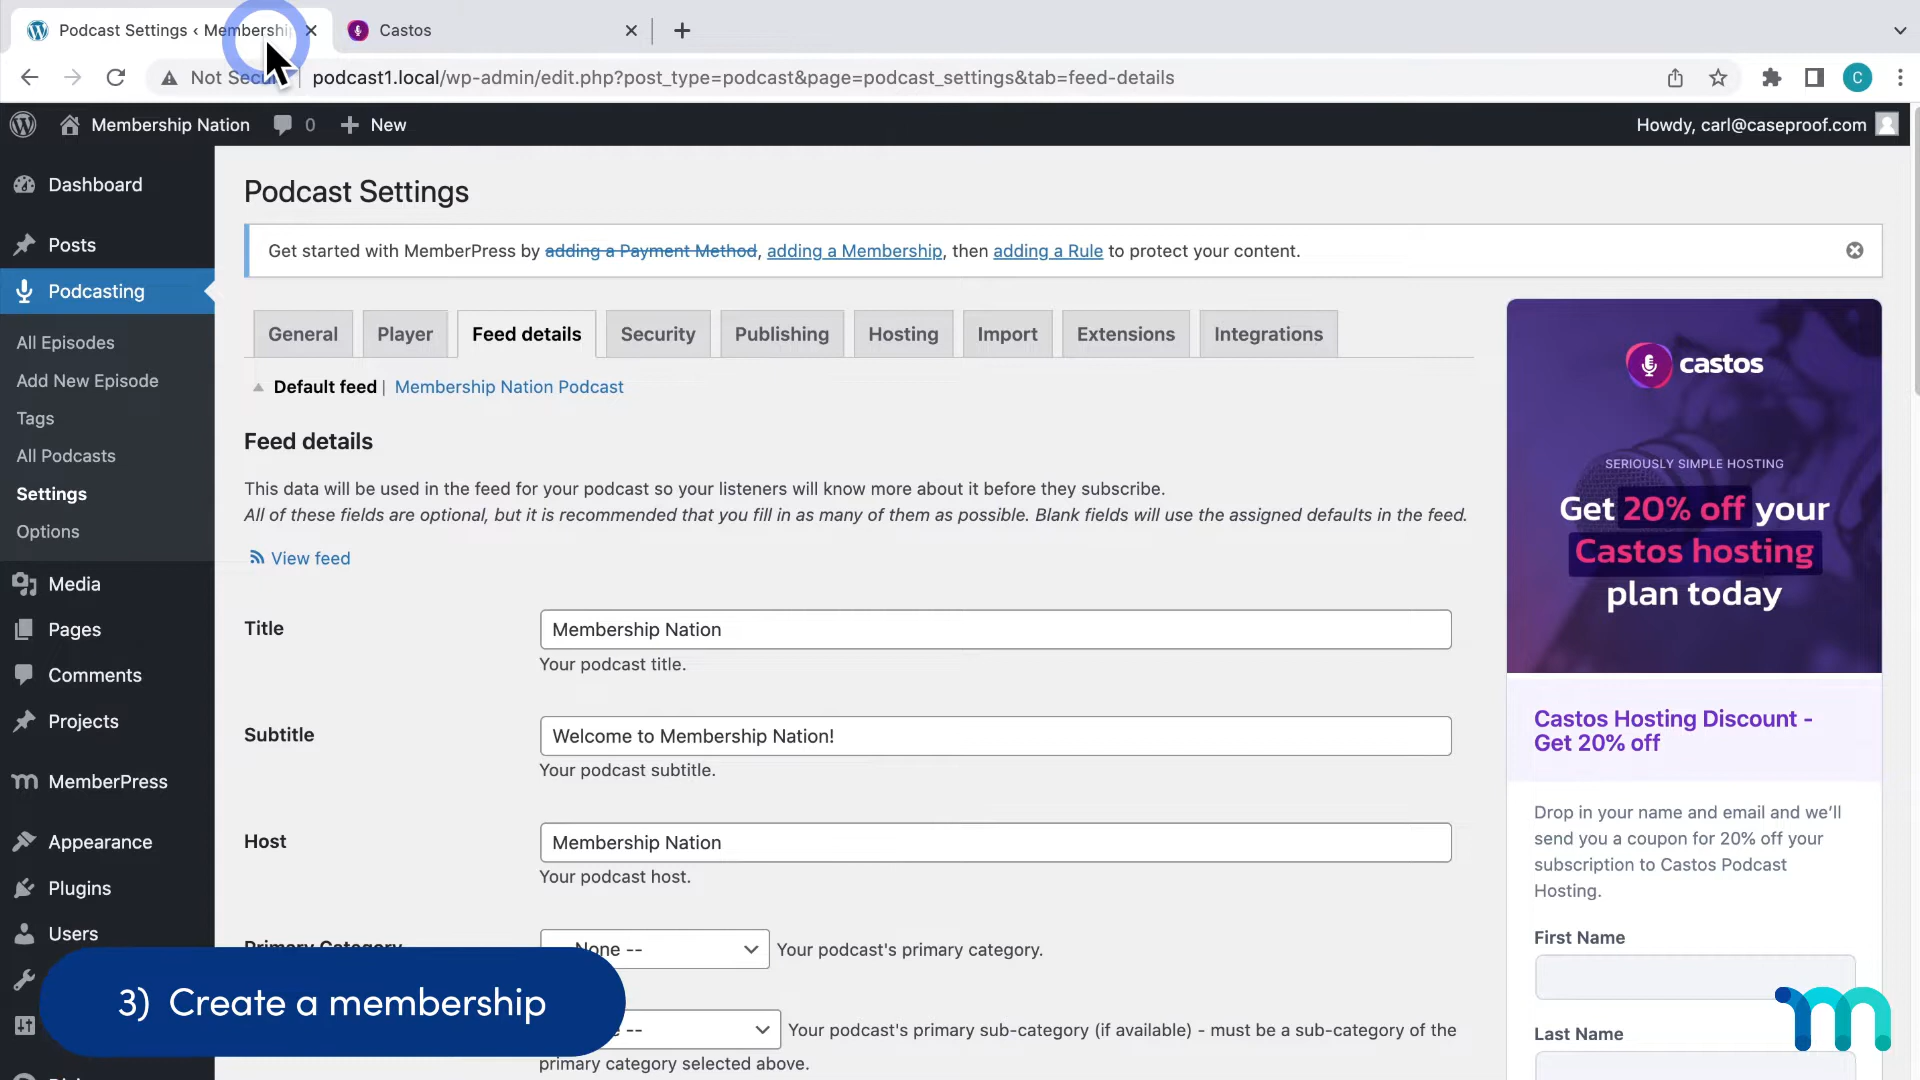 Podcast Settings ‹ Membershi
Castos
Not Secu
podcast1.local/wp-admin/edit.php?post_type=podcast&page=podcast_settings&tab=feed-details
C
Membership Nation
0
New
Howdy, carl@caseproof.com
Dashboard
Posts
Podcasting
All Episodes
Add New Episode
Tags
All Podcasts
Settings
Options
Media
Pages
Comments
Projects
MemberPress
Appearance
Plugins
Users
Podcast Settings
Get started with MemberPress by adding a Payment Method, adding a Membership, then adding a Rule to protect your content.
General
Player
Feed details
Security
Publishing
Hosting
Import
Extensions
Integrations
Default feed | Membership Nation Podcast
Feed details
This data will be used in the feed for your podcast so your listeners will know more about it before they subscribe.
All of these fields are optional, but it is recommended that you fill in as many of them as possible. Blank fields will use the assigned defaults in the feed.
View feed
Title
Membership Nation
Your podcast title.
Subtitle
Welcome to Membership Nation!
Your podcast subtitle.
Host
Membership Nation
Your podcast host.
Primary Category
None --
Your podcast's primary category.
--
Your podcast's primary sub-category (if available) - must be a sub-category of the
primary category selected above.
3) Create a membership
castos
SERIOUSLY SIMPLE HOSTING
Get 20% off your
Castos hosting
plan today
Castos Hosting Discount -
Get 20% off
Drop in your name and email and we'll
send you a coupon for 20% off your
subscription to Castos Podcast
Hosting.
First Name
Last Name